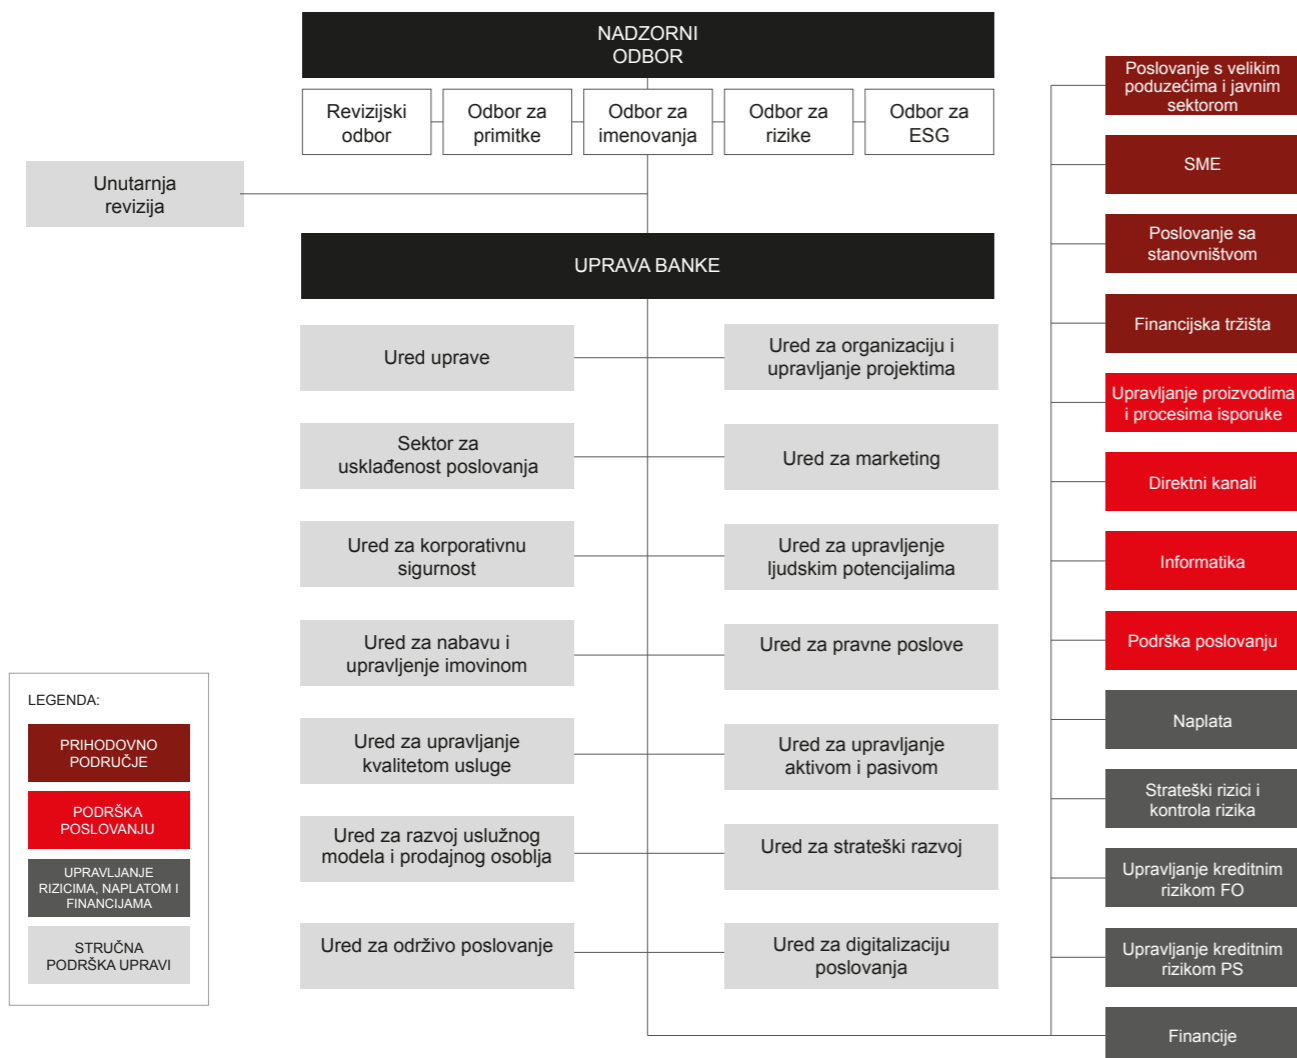 NADZORNI
ODBOR
Revizijski
odbor
Odbor za
primitke
Odbor za
imenovanja
Odbor za
rizike
Odbor za
ESG
Unutarnja
revizija
UPRAVA BANKE
Ured uprave
Ured za organizaciju i
upravljanje projektima
Sektor za
usklađenost poslovanja
Ured za marketing
Ured za korporativnu
sigurnost
Ured za upravljenje
ljudskim potencijalima
Ured za nabavu i
upravljenje imovinom
Ured za pravne poslove
Ured za upravljanje
kvalitetom usluge
Ured za upravljanje
aktivom i pasivom
Ured za razvoj uslužnog
modela i prodajnog osoblja
Ured za strateški razvoj
Ured za održivo poslovanje
Ured za digitalizaciju
poslovanja
Poslovanje s velikim
poduzećima i javnim
sektorom
SME
Poslovanje sa
stanovništvom
Financijska tržišta
Upravljanje proizvodima
i procesima isporuke
Direktni kanali
Informatika
Podrška poslovanju
Naplata
Strateški rizici i
kontrola rizika
Upravljanje kreditnim
rizikom FO
Upravljanje kreditnim
rizikom PS
Financije
LEGENDA:
PRIHODOVNO
PODRUČJE
PODRŠKA
POSLOVANJU
UPRAVLJANJE
RIZICIMA, NAPLATOM I
FINANCIJAMA
STRUČNA
PODRŠKA UPRAVI